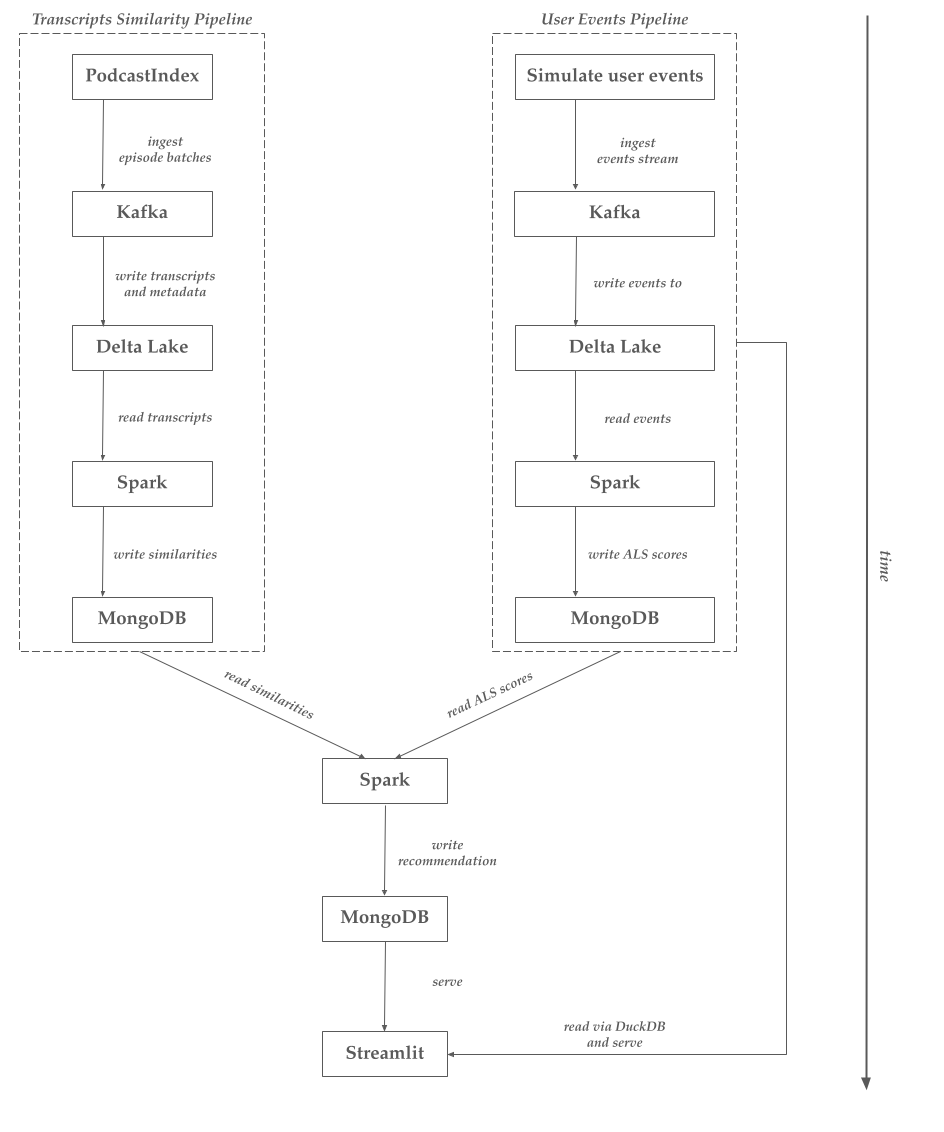 Transcripts Similarity Pipeline
PodcastIndex
ingest
episode batches
Kafka
write transcripts
and metadata
Delta Lake
read transcripts
Spark
write similarities
MongoDB
User Events Pipeline
Simulate user events
ingest
events stream
Kafka
write events to
Delta Lake
read events
Spark
write ALS scores
MongoDB
read similarities
read ALS scores
Spark
write
recommendation
MongoDB
serve
Streamlit
read via DuckDB
and serve
time